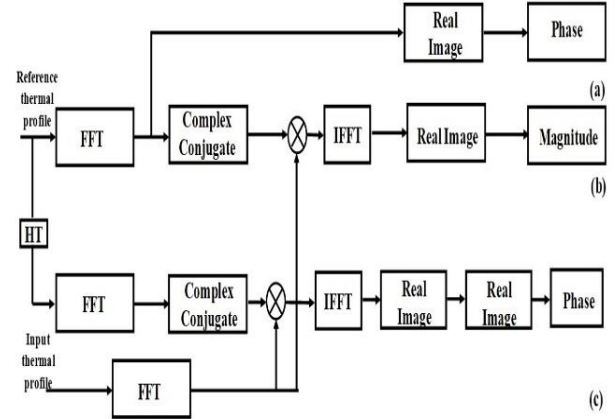 Real
Image
Phase
(a)
Reference
thermal
profile
FFT
Complex
Conjugate
IFFT
Real Image
Magnitude
(b)
HT
FFT
Complex
Conjugate
IFFT
Real
Image
Real
Image
Phase
Input
thermal
profile
FFT
(c)